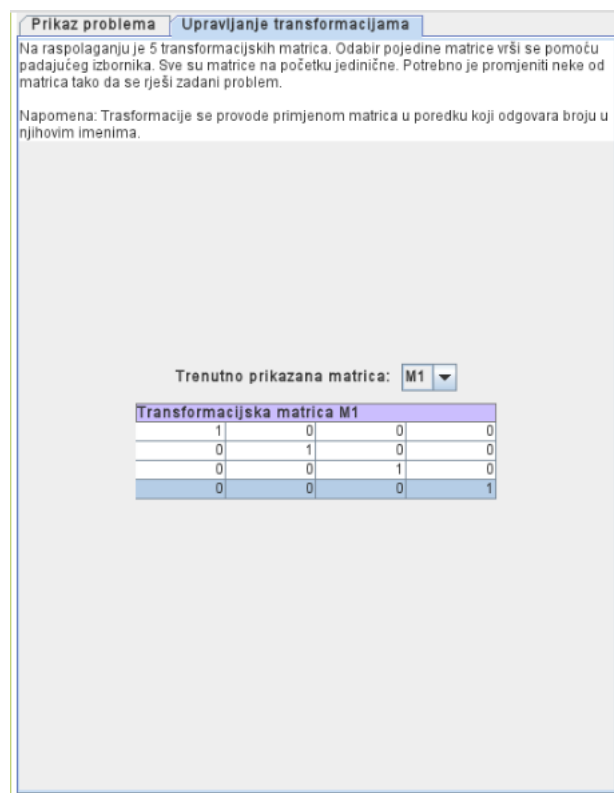 Prikaz problema Upravljanje transformacijama
Na raspolaganju je 5 transformacijskih matrica. Odabir pojedine matrice vrši se pomoću
padajućeg izbornika. Sve su matrice na početku jedinične. Potrebno je promjeniti neke od
matrica tako da se rješi zadani problem.
Napomena: Trasformacije se provode primjenom matrica u poredku koji odgovara broju u
njihovim imenima.
Trenutno prikazana matrica: M1
Transformacijska matrica M1
1 0 0 0
0 1 0 0
0 0 1 0
0 0 0 1